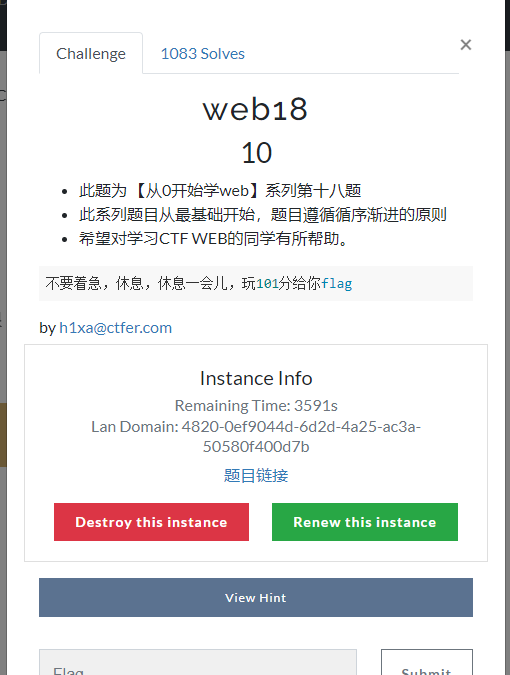 Challenge
1083 Solves
×
web18
10
此题为 【从0开始学web】系列第十八题
此系列题目从最基础开始，题目遵循循序渐进的原则
希望对学习CTF WEB的同学有所帮助。
不要着急，休息，休息一会儿，玩101分给你flag
by h1xa@ctfer.com
Instance Info
Remaining Time: 3591s
Lan Domain: 4820-0ef9044d-6d2d-4a25-ac3a-
50580f400d7b
题目链接
Destroy this instance
Renew this instance
View Hint
Flag
Submit